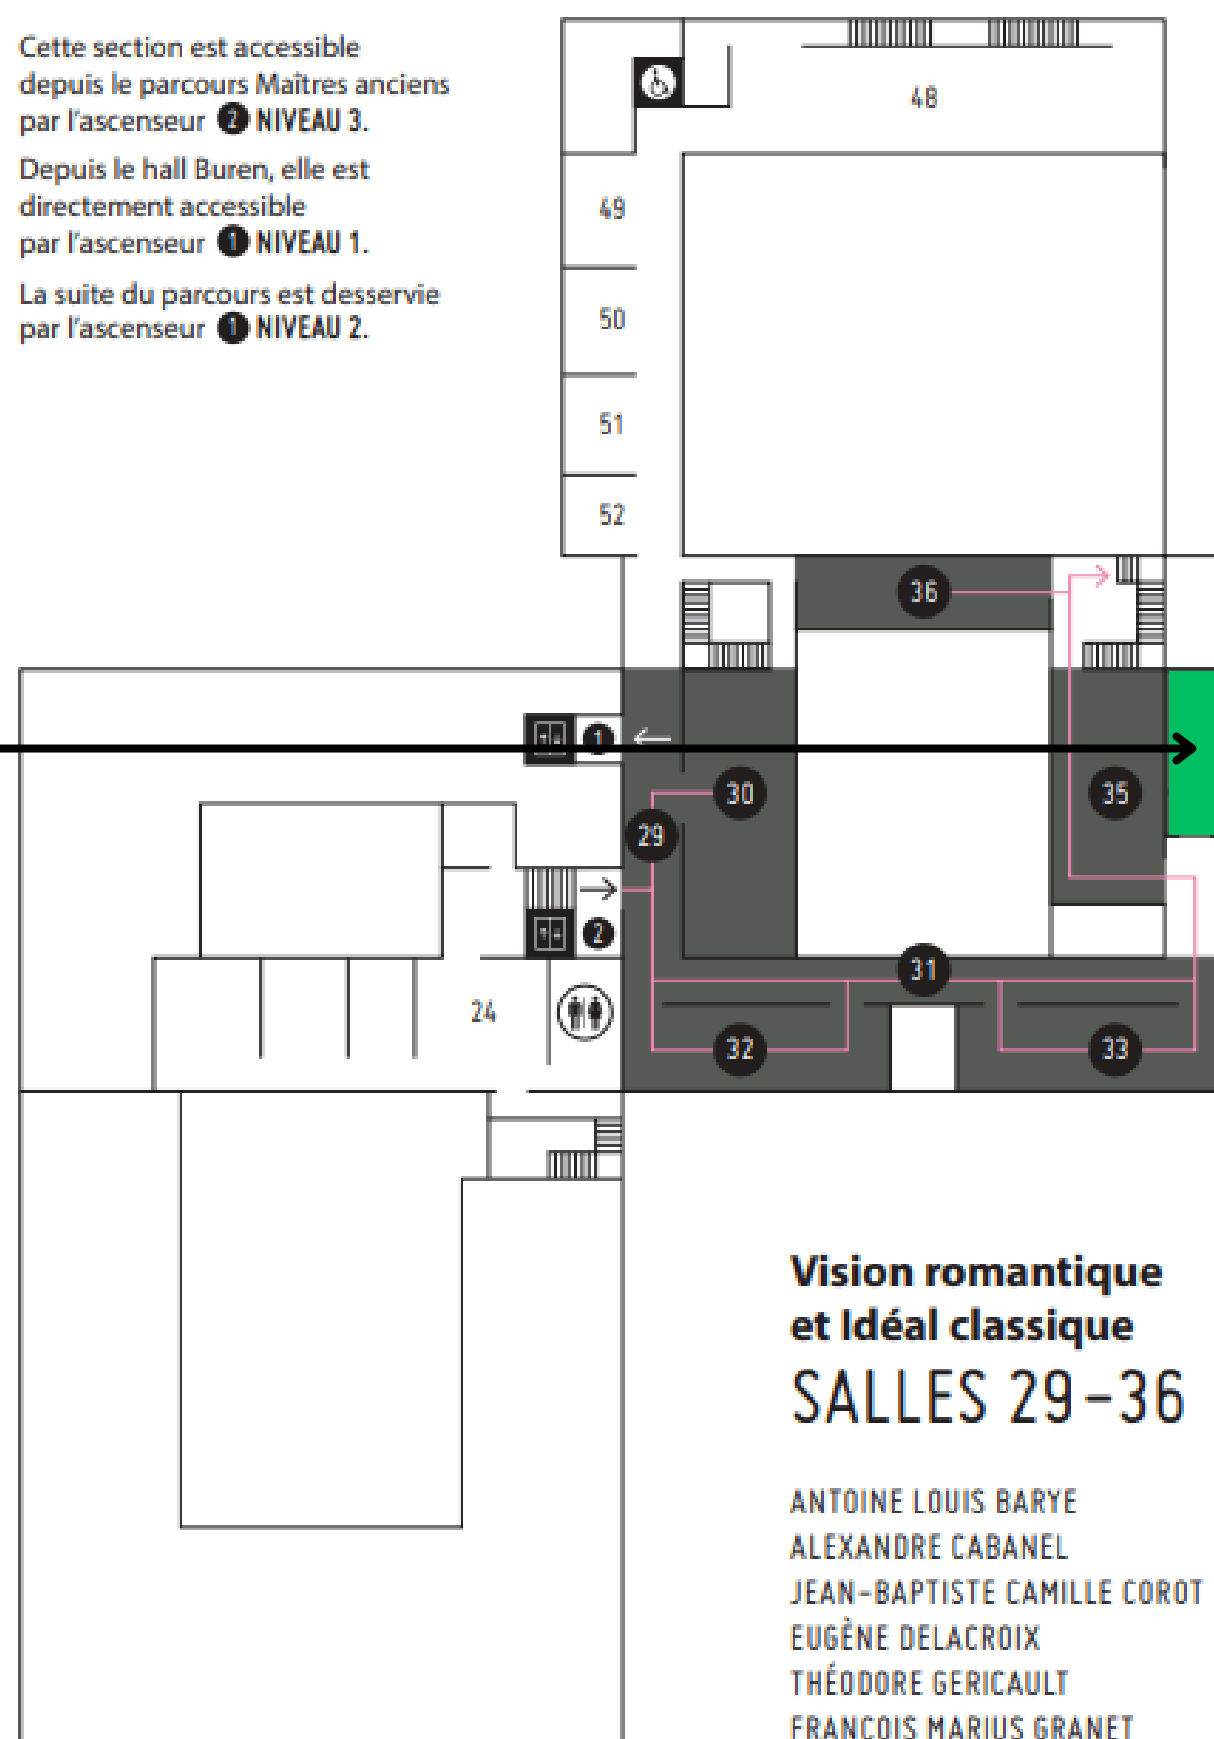 Cette section est accessible
depuis le parcours Maîtres anciens
par l'ascenseur 2 NIVEAU 3.
Depuis le hall Buren, elle est
directement accessible
par l'ascenseur 1 NIVEAU 1.
La suite du parcours est desservie
par l'ascenseur 1 NIVEAU 2.
48
49
50
51
52
36
1
30
35
29
2
31
24
32
33
Vision romantique
et Idéal classique
SALLES 29-36
ANTOINE LOUIS BARYE
ALEXANDRE CABANEL
JEAN-BAPTISTE CAMILLE COROT
EUGÈNE DELACROIX
THÉODORE GERICAULT
FRANÇOIS MARIUS GRANET